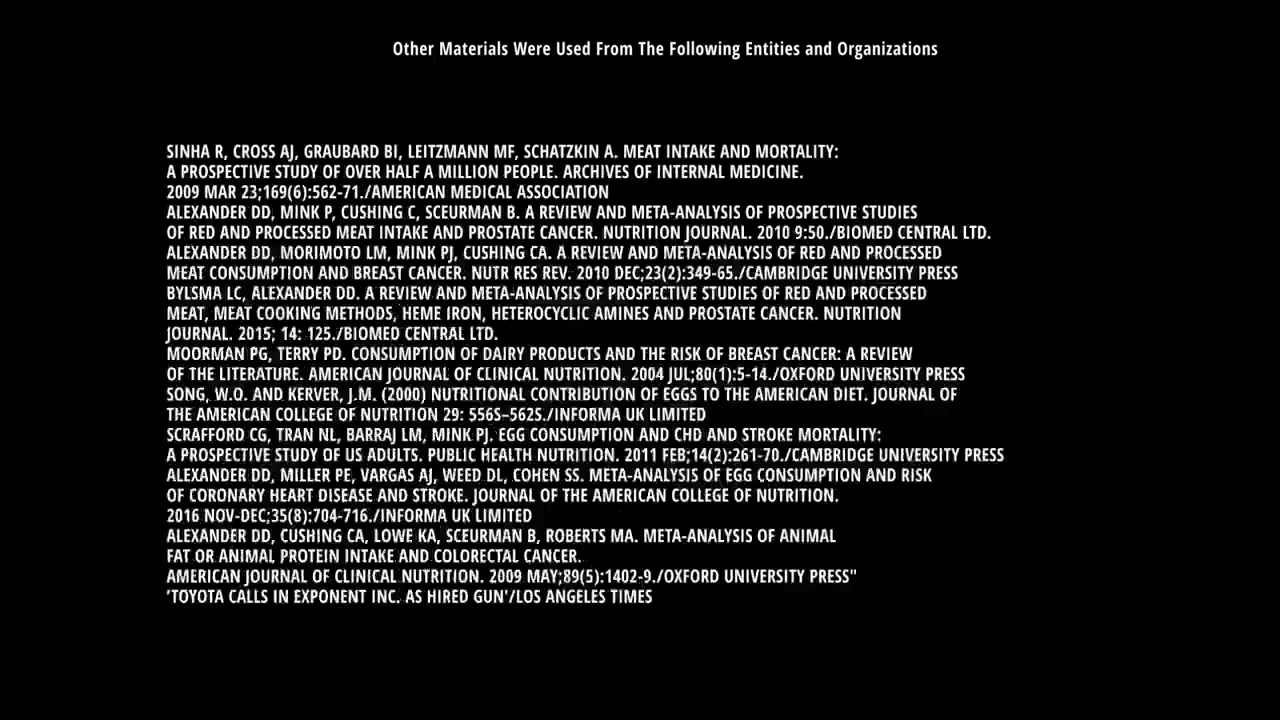 Other Materials Were Used From The Following Entities and Organizations
SINHA R, CROSS AJ, GRAUBARD BI, LEITZMANN MF, SCHATZKIN A. MEAT INTAKE AND MORTALITY:
A PROSPECTIVE STUDY OF OVER HALF A MILLION PEOPLE. ARCHIVES OF INTERNAL MEDICINE.
2009 MAR 23;169(6):562-71./AMERICAN MEDICAL ASSOCIATION
ALEXANDER DD, MINK P, CUSHING C, SCEURMAN B. A REVIEW AND META-ANALYSIS OF PROSPECTIVE STUDIES
OF RED AND PROCESSED MEAT INTAKE AND PROSTATE CANCER. NUTRITION JOURNAL. 2010 9:50./BIOMED CENTRAL LTD.
ALEXANDER DD, MORIMOTO LM, MINK PJ, CUSHING CA. A REVIEW AND META-ANALYSIS OF RED AND PROCESSED
MEAT CONSUMPTION AND BREAST CANCER. NUTR RES REV. 2010 DEC;23(2):349-65./CAMBRIDGE UNIVERSITY PRESS
BYLSMA LC, ALEXANDER DD. A REVIEW AND META-ANALYSIS OF PROSPECTIVE STUDIES OF RED AND PROCESSED
MEAT, MEAT COOKING METHODS, HEME IRON, HETEROCYCLIC AMINES AND PROSTATE CANCER. NUTRITION
JOURNAL. 2015; 14: 125./BIOMED CENTRAL LTD.
MOORMAN PG, TERRY PD. CONSUMPTION OF DAIRY PRODUCTS AND THE RISK OF BREAST CANCER: A REVIEW
OF THE LITERATURE. AMERICAN JOURNAL OF CLINICAL NUTRITION. 2004 JUL;80(1):5-14./OXFORD UNIVERSITY PRESS
SONG, W.O. AND KERVER, J.M. (2000) NUTRITIONAL CONTRIBUTION OF EGGS TO THE AMERICAN DIET. JOURNAL OF
THE AMERICAN COLLEGE OF NUTRITION 29: 556S–562S./INFORMA UK LIMITED
SCRAFFORD CG, TRAN NL, BARRAJ LM, MINK PJ. EGG CONSUMPTION AND CHD AND STROKE MORTALITY:
A PROSPECTIVE STUDY OF US ADULTS. PUBLIC HEALTH NUTRITION. 2011 FEB;14(2):261-70./CAMBRIDGE UNIVERSITY PRESS
ALEXANDER DD, MILLER PE, VARGAS AJ, WEED DL, COHEN SS. META-ANALYSIS OF EGG CONSUMPTION AND RISK
OF CORONARY HEART DISEASE AND STROKE. JOURNAL OF THE AMERICAN COLLEGE OF NUTRITION.
2016 NOV-DEC;35(8):704-716./INFORMA UK LIMITED
ALEXANDER DD, CUSHING CA, LOWE KA, SCEURMAN B, ROBERTS MA. META-ANALYSIS OF ANIMAL
FAT OR ANIMAL PROTEIN INTAKE AND COLORECTAL CANCER.
AMERICAN JOURNAL OF CLINICAL NUTRITION. 2009 MAY;89(5):1402-9./OXFORD UNIVERSITY PRESS"
'TOYOTA CALLS IN EXPONENT INC. AS HIRED GUN'/LOS ANGELES TIMES